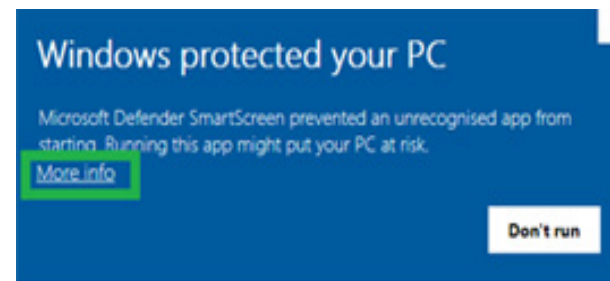 Windows protected your PC
Microsoft Defender SmartScreen prevented an unrecognised app from
starting. Running this app might put your PC at risk.
More info
Don't run